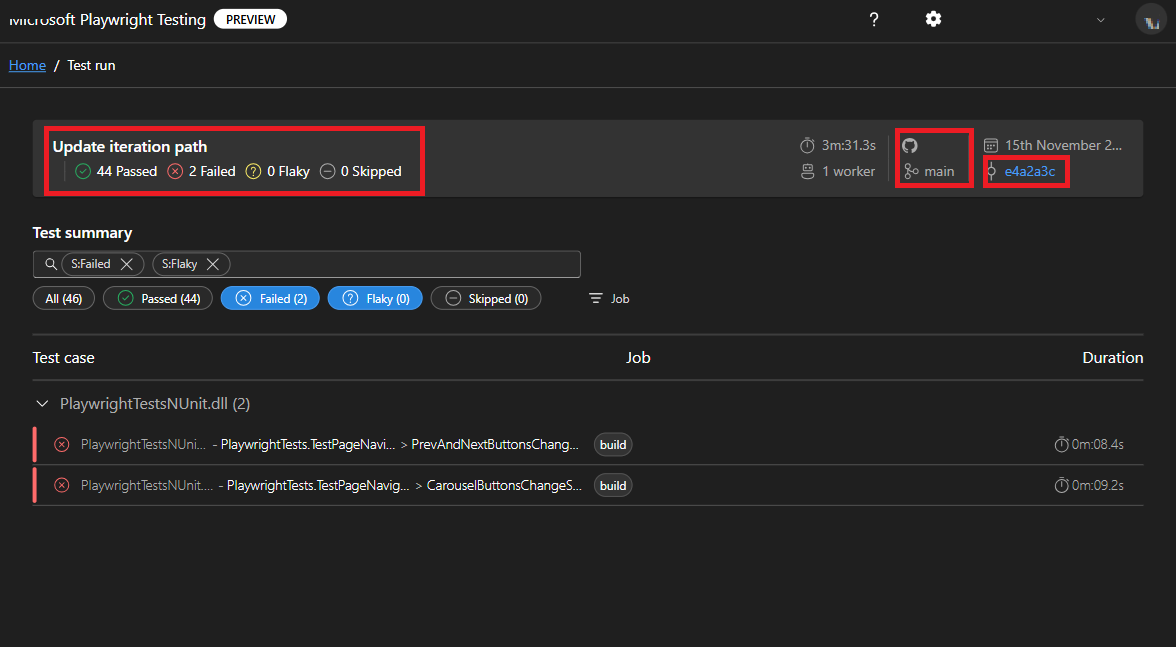 Microsoft Playwright Testing PREVIEW ?
Home / Test run
Update iteration path
44 Passed 2 Failed ? 0 Flaky 0 Skipped
3m:31.3s
1 worker
main
15th November 2...
e4a2a3c
Test summary
S:Failed S:Flaky
All (46) Passed (44) Failed (2) ? Flaky (0) Skipped (0) Job
Test case Job Duration
PlaywrightTestsNUnit.dll (2)
PlaywrightTestsNUni... - PlaywrightTests.TestPageNavi... > PrevAndNextButtonsChang... build 0m:08.4s
PlaywrightTestsNUnit.... - PlaywrightTests.TestPageNavig... > CarouselButtonsChangeS... build 0m:09.2s